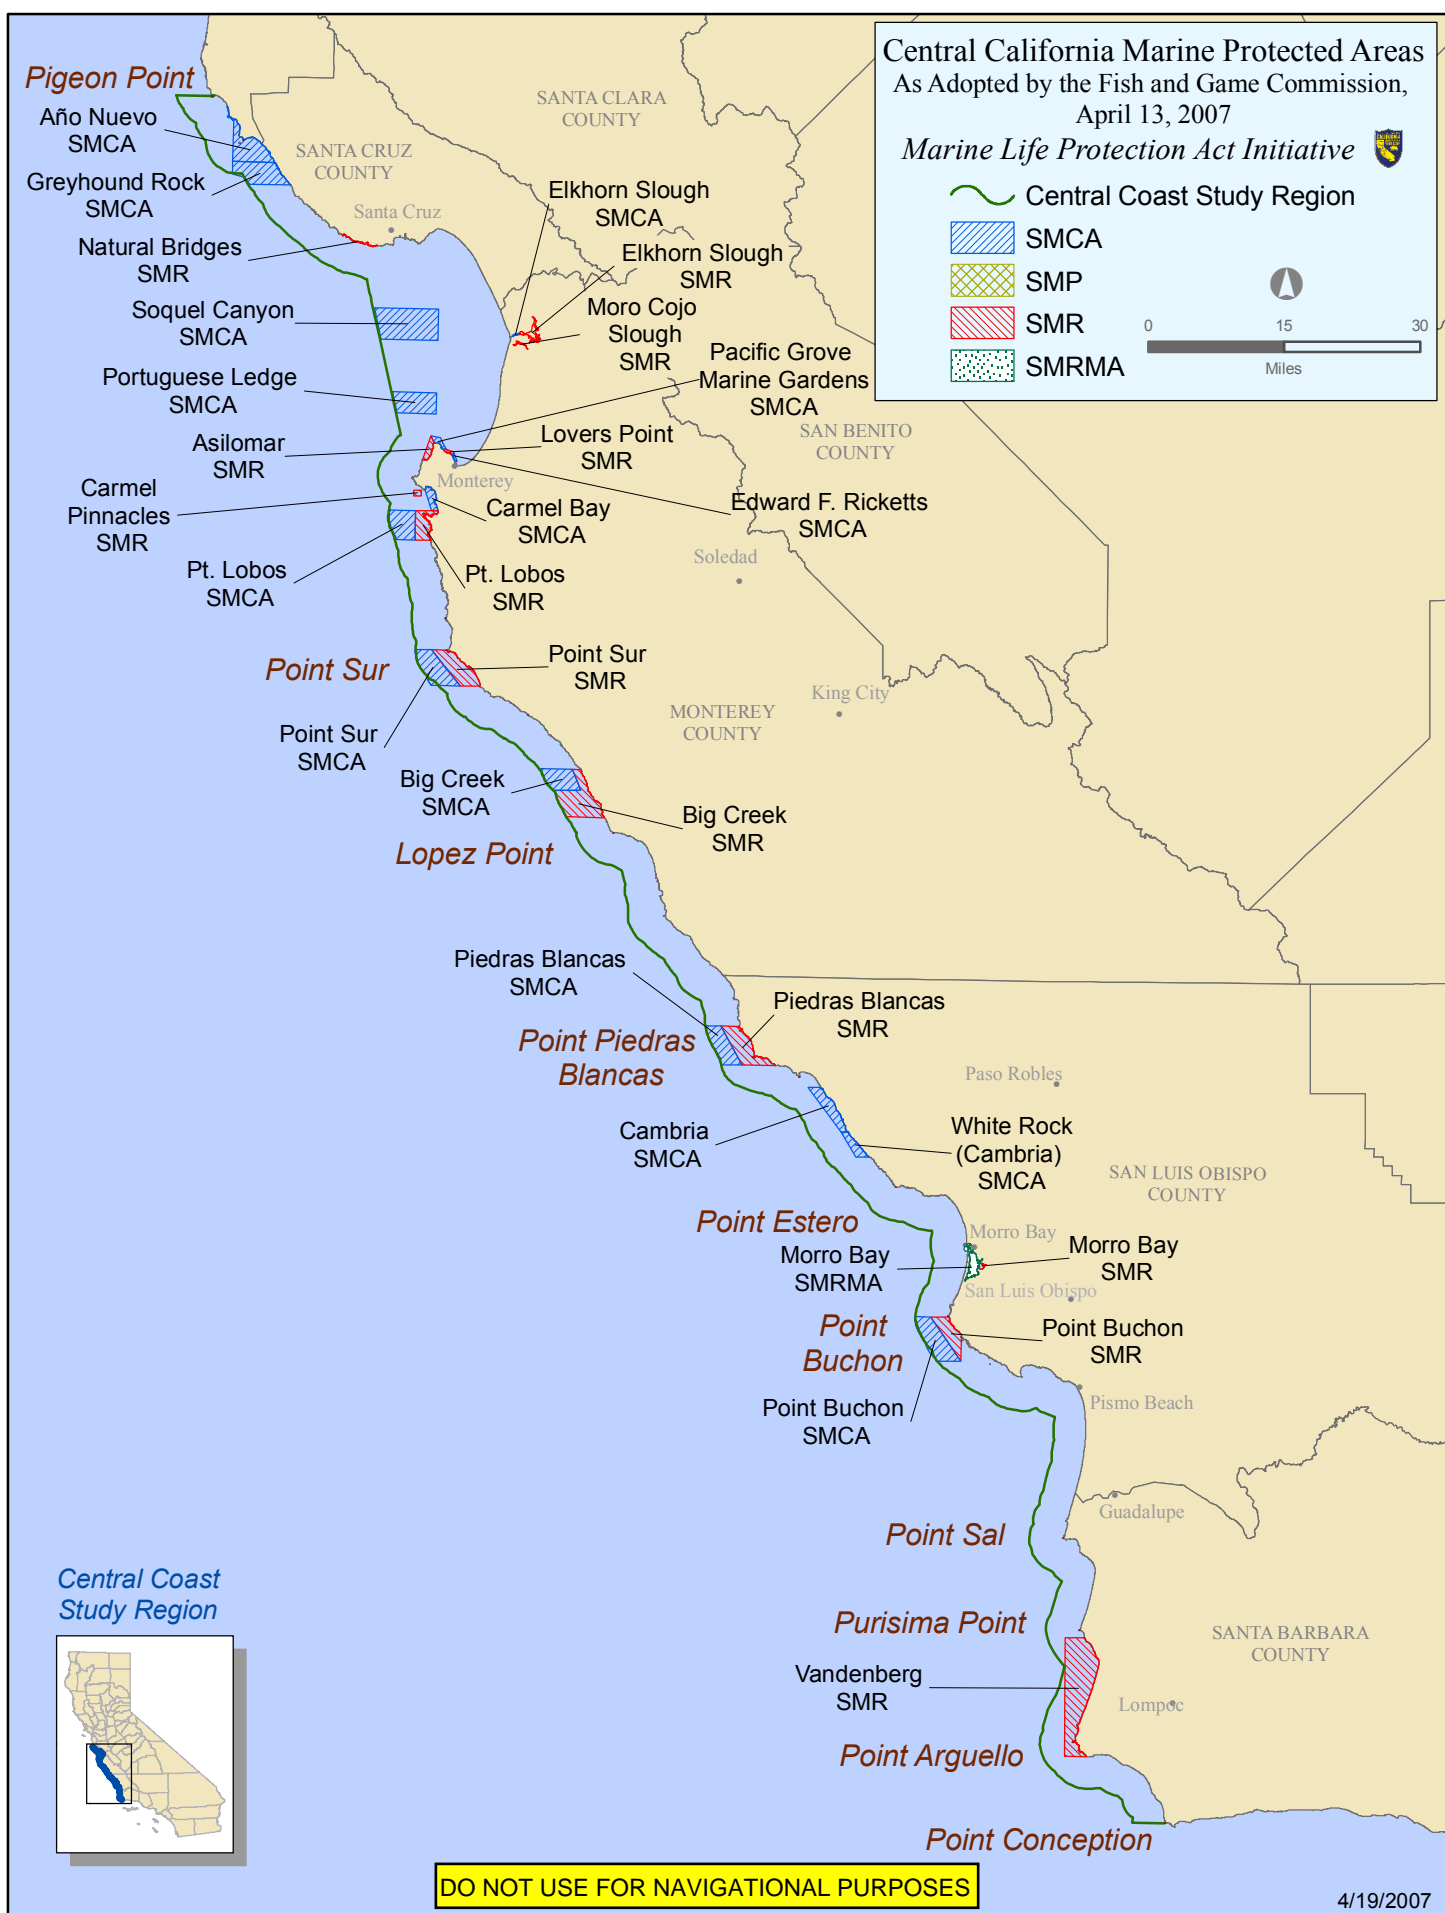 Central California Marine Protected Areas
As Adopted by the Fish and Game Commission,
April 13, 2007
Marine Life Protection Act Initiative
Central Coast Study Region
SMCA
SMP
SMR
SMRMA
0 15 30
Miles
Pigeon Point
Año Nuevo
SMCA
Greyhound Rock
SMCA
Natural Bridges
SMR
Soquel Canyon
SMCA
Portuguese Ledge
SMCA
Asilomar
SMR
Carmel
Pinnacles
SMR
Pt. Lobos
SMCA
SANTA CLARA
COUNTY
SANTA CRUZ
COUNTY
Santa Cruz
Elkhorn Slough
SMCA
Elkhorn Slough
SMR
Moro Cojo
Slough
SMR
Pacific Grove
Marine Gardens
SMCA
Lovers Point
SMR
Monterey
Edward F. Ricketts
SMCA
Carmel Bay
SMCA
Pt. Lobos
SMR
SAN BENITO
COUNTY
Soledad
Point Sur
Point Sur
SMR
Point Sur
SMCA
King City
MONTEREY
COUNTY
Big Creek
SMCA
Big Creek
SMR
Lopez Point
Piedras Blancas
SMCA
Piedras Blancas
SMR
Point Piedras
Blancas
Paso Robles
Cambria
SMCA
White Rock
(Cambria)
SMCA
SAN LUIS OBISPO
COUNTY
Point Estero
Morro Bay
Morro Bay
SMRMA
Morro Bay
SMR
San Luis Obispo
Point
Buchon
Point Buchon
SMR
Point Buchon
SMCA
Pismo Beach
Guadalupe
Point Sal
Purisima Point
SANTA BARBARA
COUNTY
Vandenberg
SMR
Lompoc
Point Arguello
Point Conception
Central Coast
Study Region
DO NOT USE FOR NAVIGATIONAL PURPOSES
4/19/2007